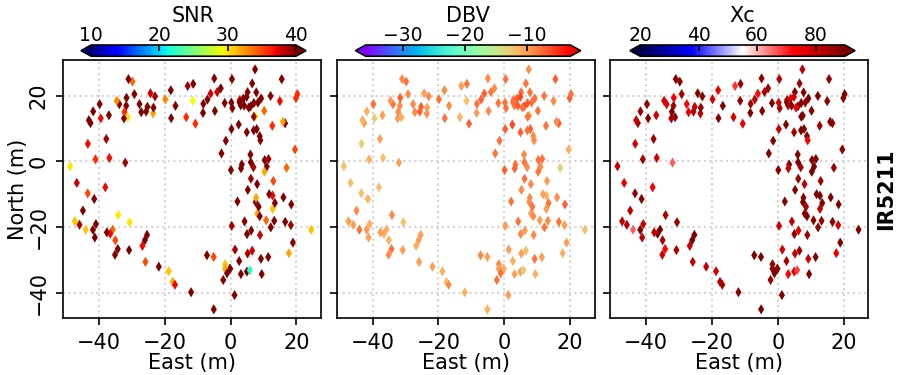 SNR DBV Xc
10 20 30 40 −30 −20 −10 20 40 60 80
20
0
−20
−40
North (m)
−40 −20 0 20 −40 −20 0 20 −40 −20 0 20
East (m) East (m) East (m)
IR5211